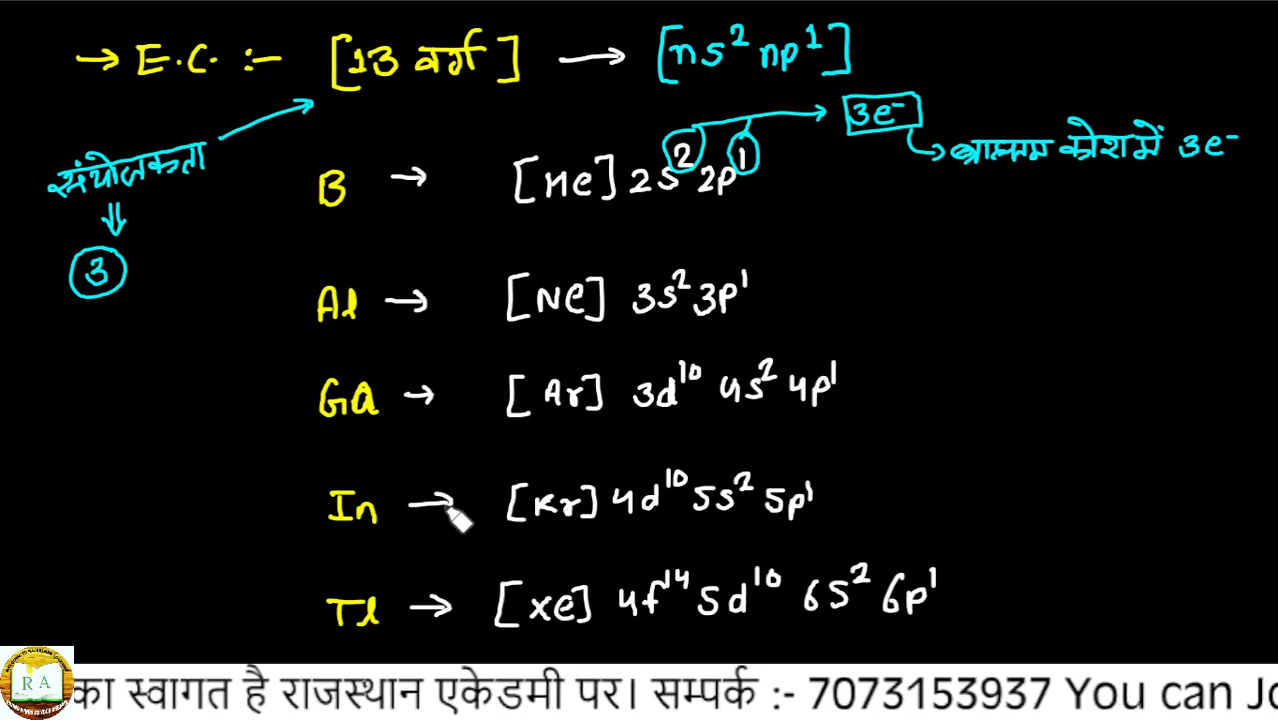 → E.C. :- [13 वर्ग] → [ns² np¹]
संयोजकता
⇓
3
3e⁻
बाह्यतम कोश में 3e⁻
B → [He] 2s² 2p¹
Al → [Ne] 3s² 3p¹
Ga → [Ar] 3d¹⁰ 4s² 4p¹
In → [Kr] 4d¹⁰ 5s² 5p¹
Tl → [Xe] 4f¹⁴ 5d¹⁰ 6s² 6p¹
RA
का स्वागत है राजस्थान एकेडमी पर। सम्पर्क :- 7073153937 You can Jo